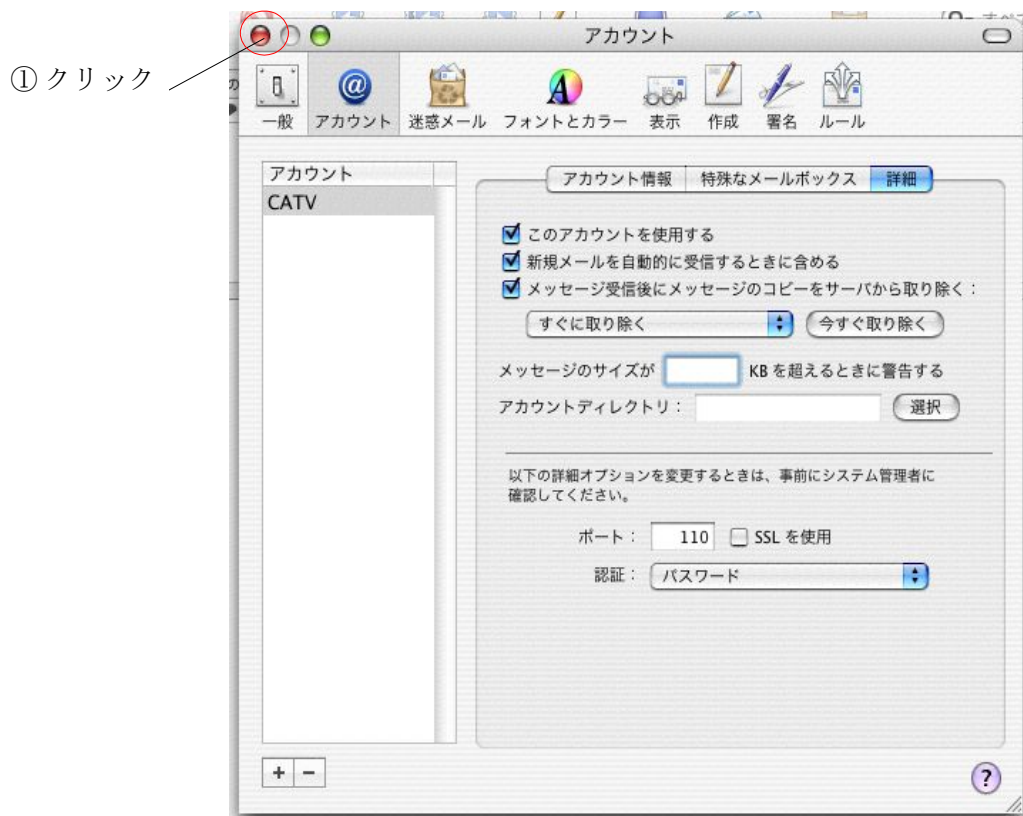 アカウント
① クリック
一般 アカウント 迷惑メール フォントとカラー 表示 作成 署名 ルール
アカウント
CATV
アカウント情報 特殊なメールボックス 詳細
このアカウントを使用する
新規メールを自動的に受信するときに含める
メッセージ受信後にメッセージのコピーをサーバから取り除く：
すぐに取り除く 今すぐ取り除く
メッセージのサイズが KB を超えるときに警告する
アカウントディレクトリ： 選択
以下の詳細オプションを変更するときは、事前にシステム管理者に
確認してください。
ポート： 110 SSL を使用
認証： パスワード
+ − ?